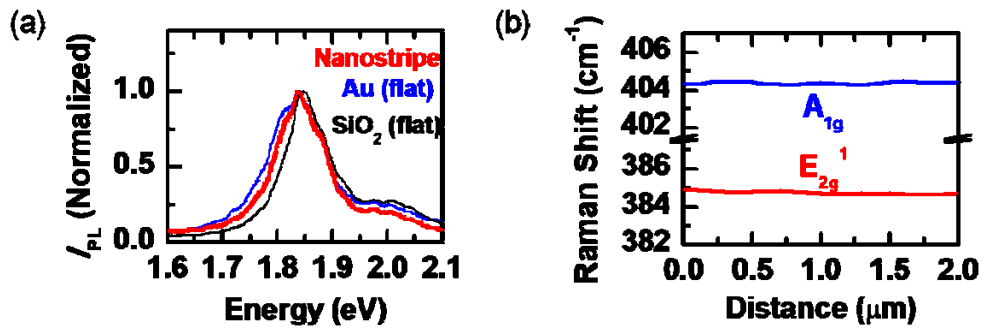 (a)
I_PL (Normalized)
1.0
0.5
0.0
Nanostripe
Au (flat)
SiO₂ (flat)
1.6 1.7 1.8 1.9 2.0 2.1
Energy (eV)
(b)
Raman Shift (cm⁻¹)
406
404
402
386
384
382
A₁g
E₂g¹
0.0 0.5 1.0 1.5 2.0
Distance (μm)